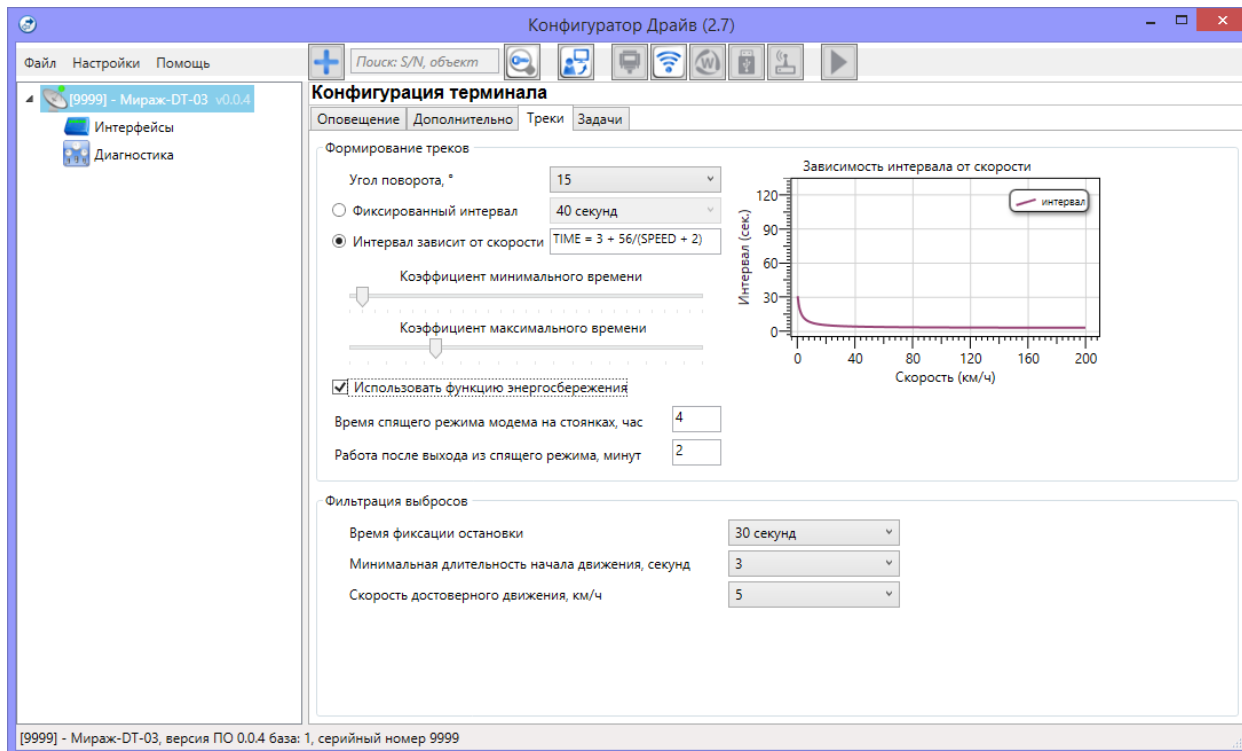 Конфигуратор Драйв (2.7)
Файл Настройки Помощь
Поиск: S/N, объект
[9999] - Мираж-DT-03 v0.0.4
Интерфейсы
Диагностика
Конфигурация терминала
Оповещение Дополнительно Треки Задачи
Формирование треков
Угол поворота, ° 15
Фиксированный интервал 40 секунд
Интервал зависит от скорости TIME = 3 + 56/(SPEED + 2)
Коэффициент минимального времени
Коэффициент максимального времени
Использовать функцию энергосбережения
Время спящего режима модема на стоянках, час 4
Работа после выхода из спящего режима, минут 2
Зависимость интервала от скорости
интервал
Интервал (сек.)
120
90
60
30
0
0 40 80 120 160 200
Скорость (км/ч)
Фильтрация выбросов
Время фиксации остановки 30 секунд
Минимальная длительность начала движения, секунд 3
Скорость достоверного движения, км/ч 5
[9999] - Мираж-DT-03, версия ПО 0.0.4 база: 1, серийный номер 9999